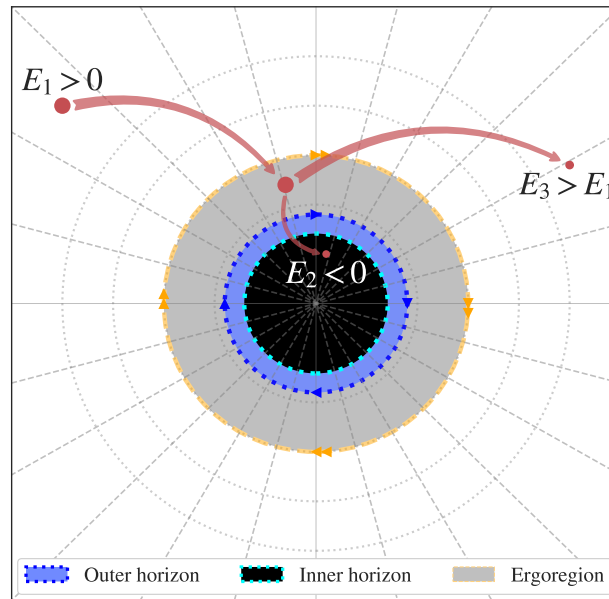 E₁ > 0
E₃ > E₁
E₂ < 0
Outer horizon
Inner horizon
Ergoregion